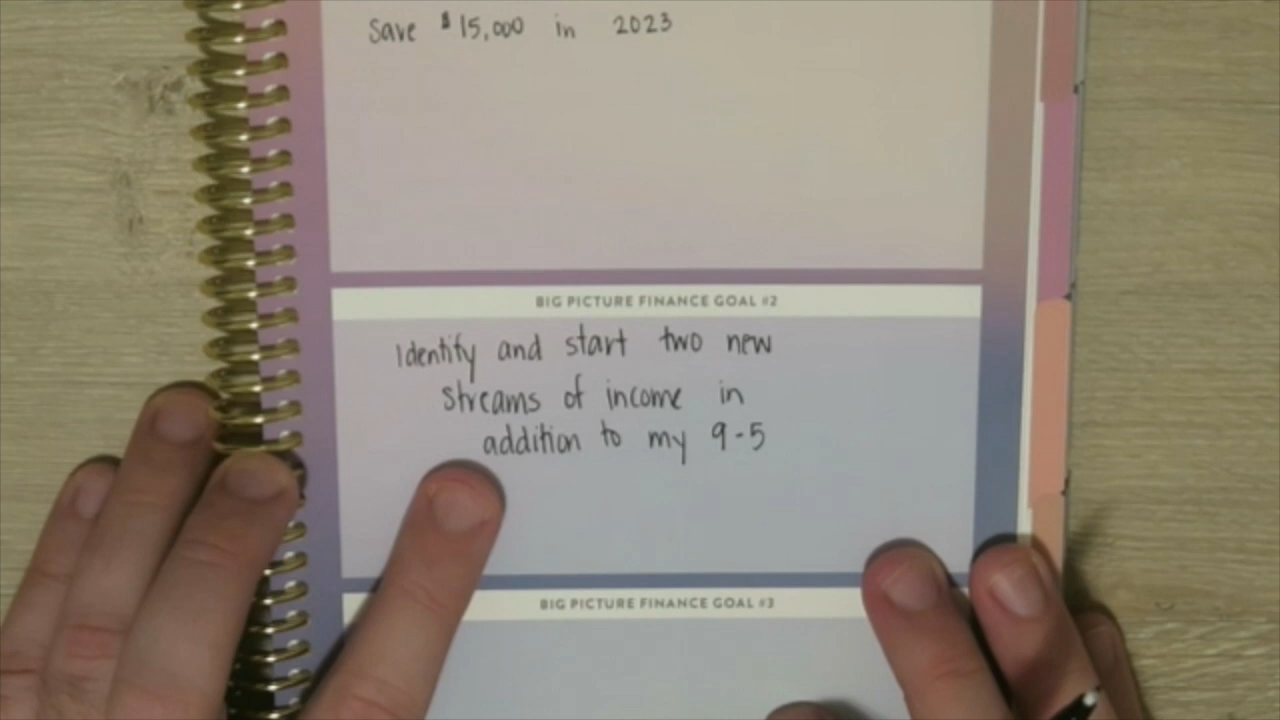 Save $15,000 in 2023
BIG PICTURE FINANCE GOAL #2
Identify and start two new
streams of income in
addition to my 9-5
BIG PICTURE FINANCE GOAL #3